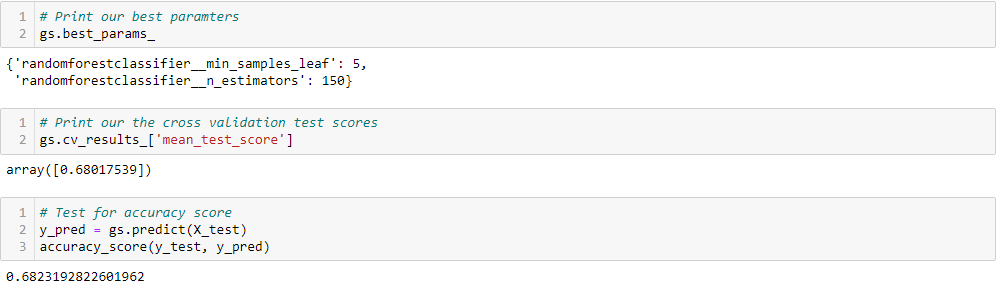 1 # Print our best paramters
2 gs.best_params_
{'randomforestclassifier__min_samples_leaf': 5,
 'randomforestclassifier__n_estimators': 150}
1 # Print our the cross validation test scores
2 gs.cv_results_['mean_test_score']
array([0.68017539])
1 # Test for accuracy score
2 y_pred = gs.predict(X_test)
3 accuracy_score(y_test, y_pred)
0.6823192822601962